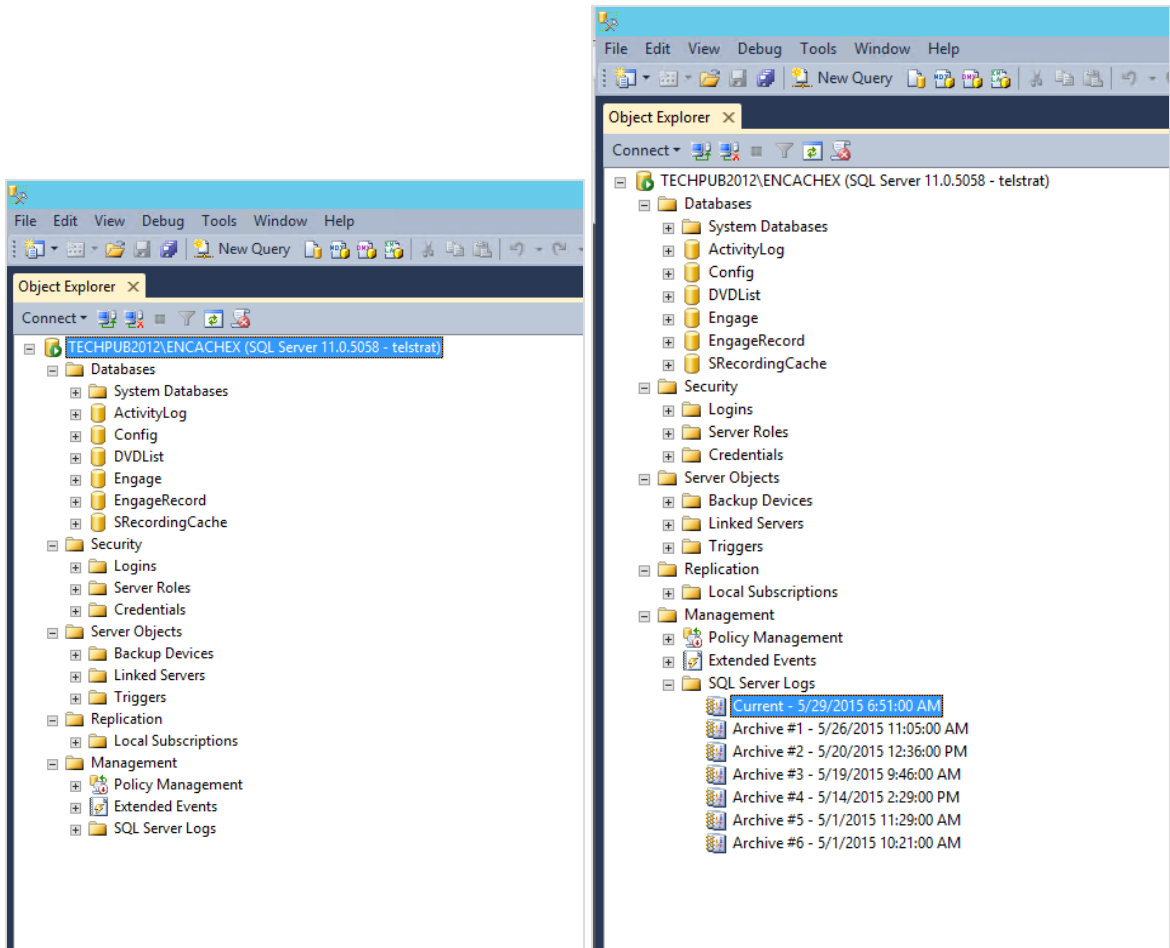 File Edit View Debug Tools Window Help
New Query
Object Explorer
Connect
TECHPUB2012\ENCACHEX (SQL Server 11.0.5058 - telstrat)
Databases
System Databases
ActivityLog
Config
DVDList
Engage
EngageRecord
SRecordingCache
Security
Logins
Server Roles
Credentials
Server Objects
Backup Devices
Linked Servers
Triggers
Replication
Local Subscriptions
Management
Policy Management
Extended Events
SQL Server Logs
File Edit View Debug Tools Window Help
New Query
Object Explorer
Connect
TECHPUB2012\ENCACHEX (SQL Server 11.0.5058 - telstrat)
Databases
System Databases
ActivityLog
Config
DVDList
Engage
EngageRecord
SRecordingCache
Security
Logins
Server Roles
Credentials
Server Objects
Backup Devices
Linked Servers
Triggers
Replication
Local Subscriptions
Management
Policy Management
Extended Events
SQL Server Logs
Current - 5/29/2015 6:51:00 AM
Archive #1 - 5/26/2015 11:05:00 AM
Archive #2 - 5/20/2015 12:36:00 PM
Archive #3 - 5/19/2015 9:46:00 AM
Archive #4 - 5/14/2015 2:29:00 PM
Archive #5 - 5/1/2015 11:29:00 AM
Archive #6 - 5/1/2015 10:21:00 AM